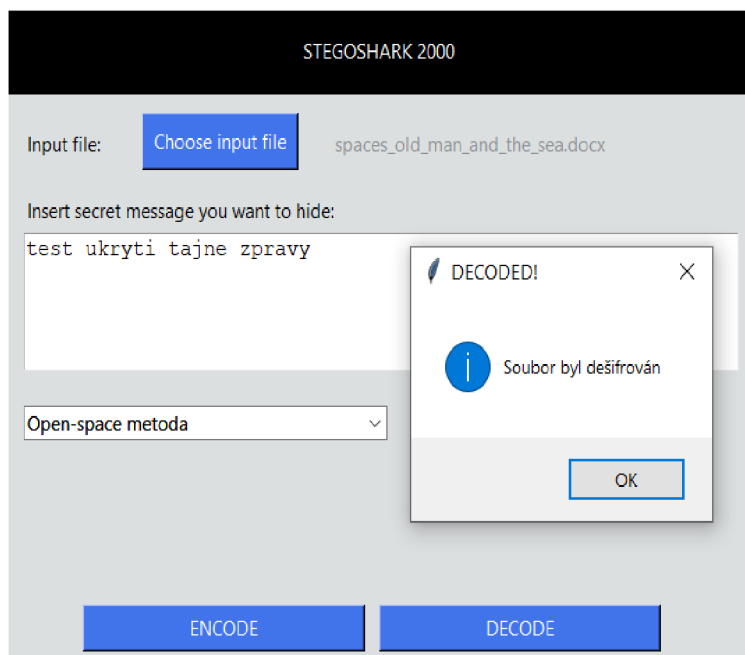 STEGOSHARK 2000
Input file: Choose input file spaces_old_man_and_the_sea.docx
Insert secret message you want to hide:
test ukryti tajne zpravy
DECODED!
Soubor byl dešifrován
Open-space metoda
OK
ENCODE DECODE